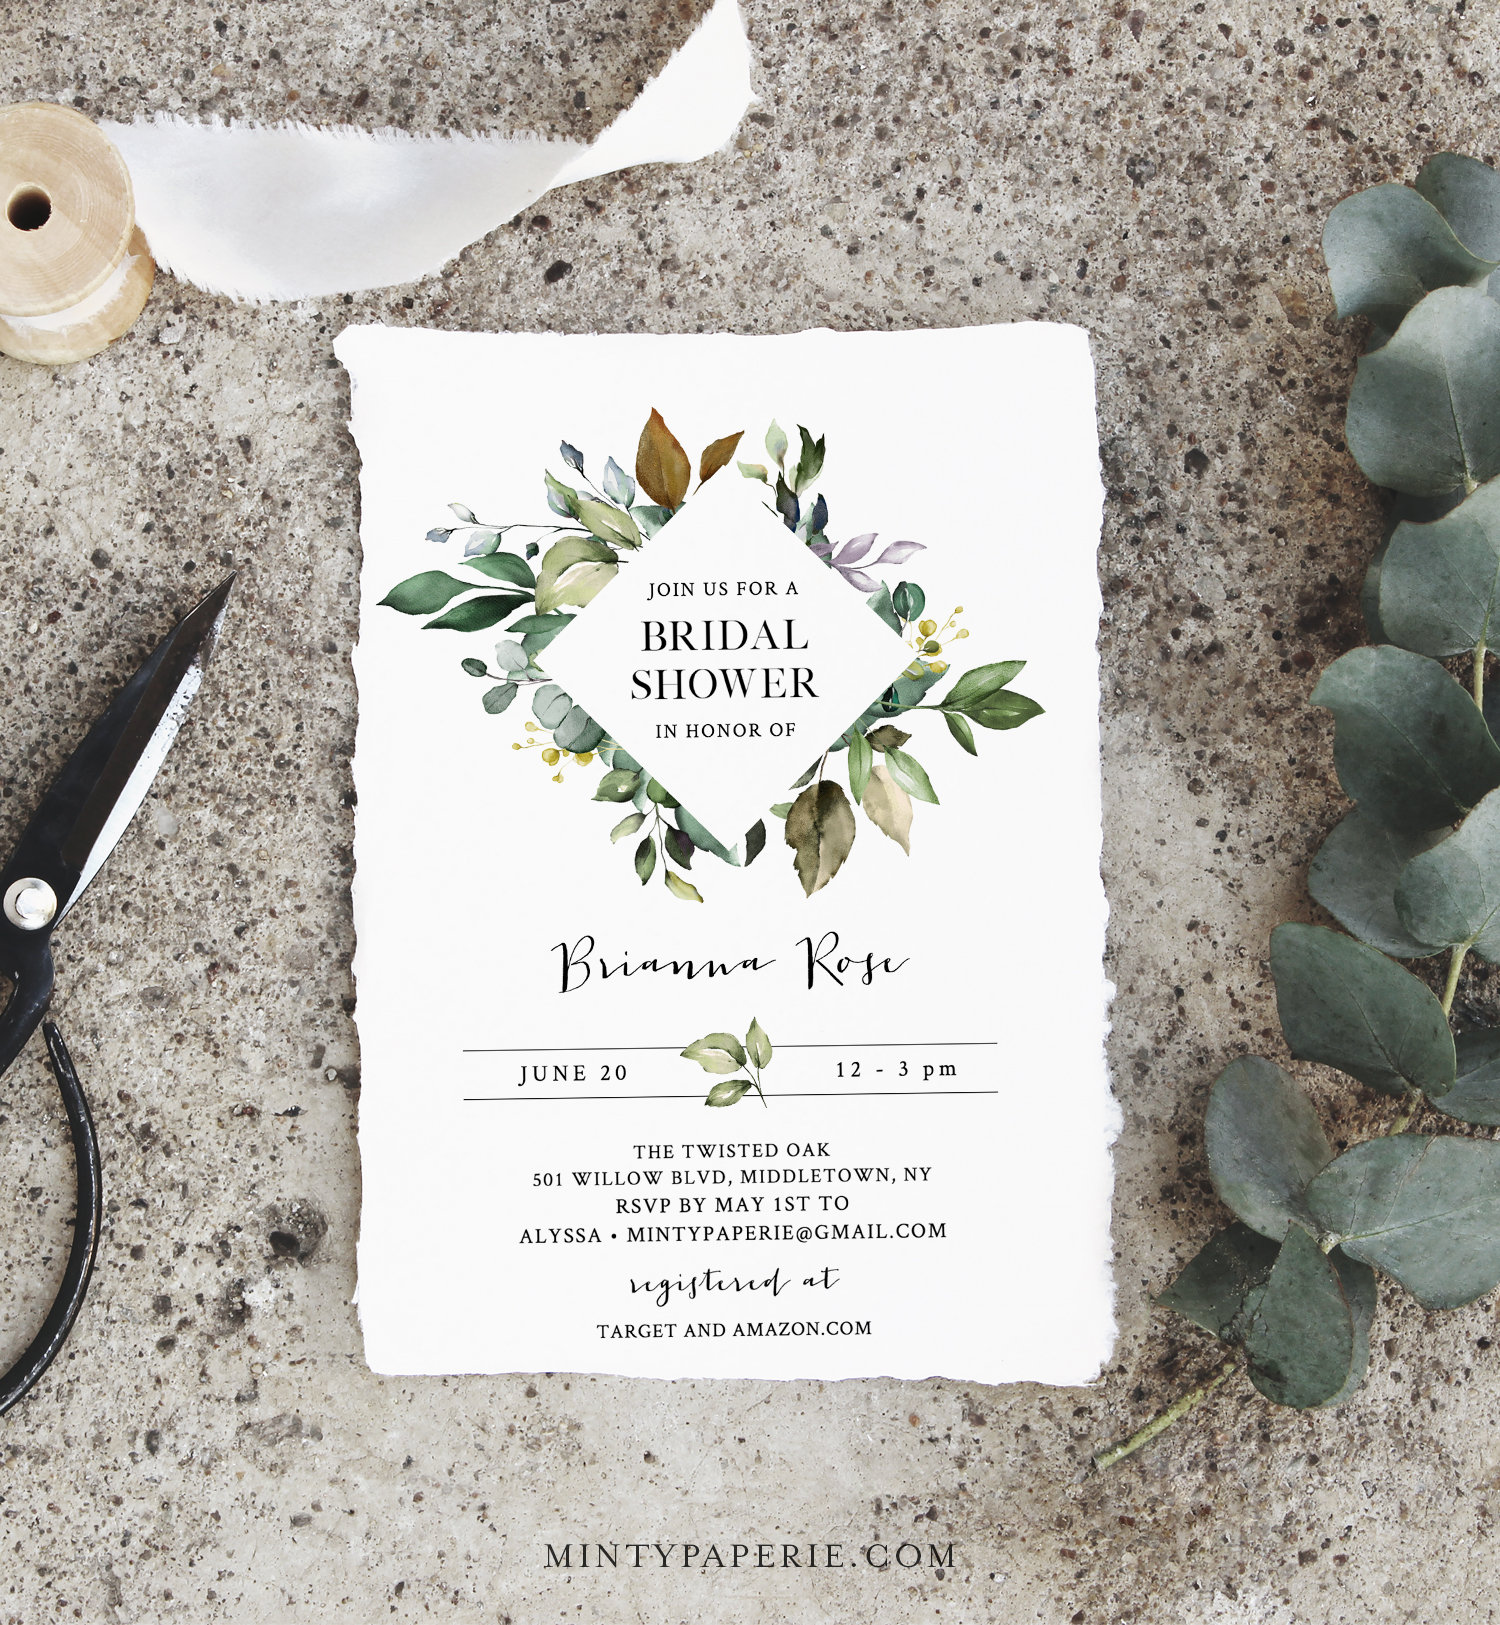 JOIN US FOR A
BRIDAL
SHOWER
IN HONOR OF
Brianna Rose
JUNE 20 12 - 3 pm
THE TWISTED OAK
501 WILLOW BLVD, MIDDLETOWN, NY
RSVP BY MAY 1ST TO
ALYSSA • MINTYPAPERIE@GMAIL.COM
registered at
TARGET AND AMAZON.COM
MINTYPAPERIE.COM